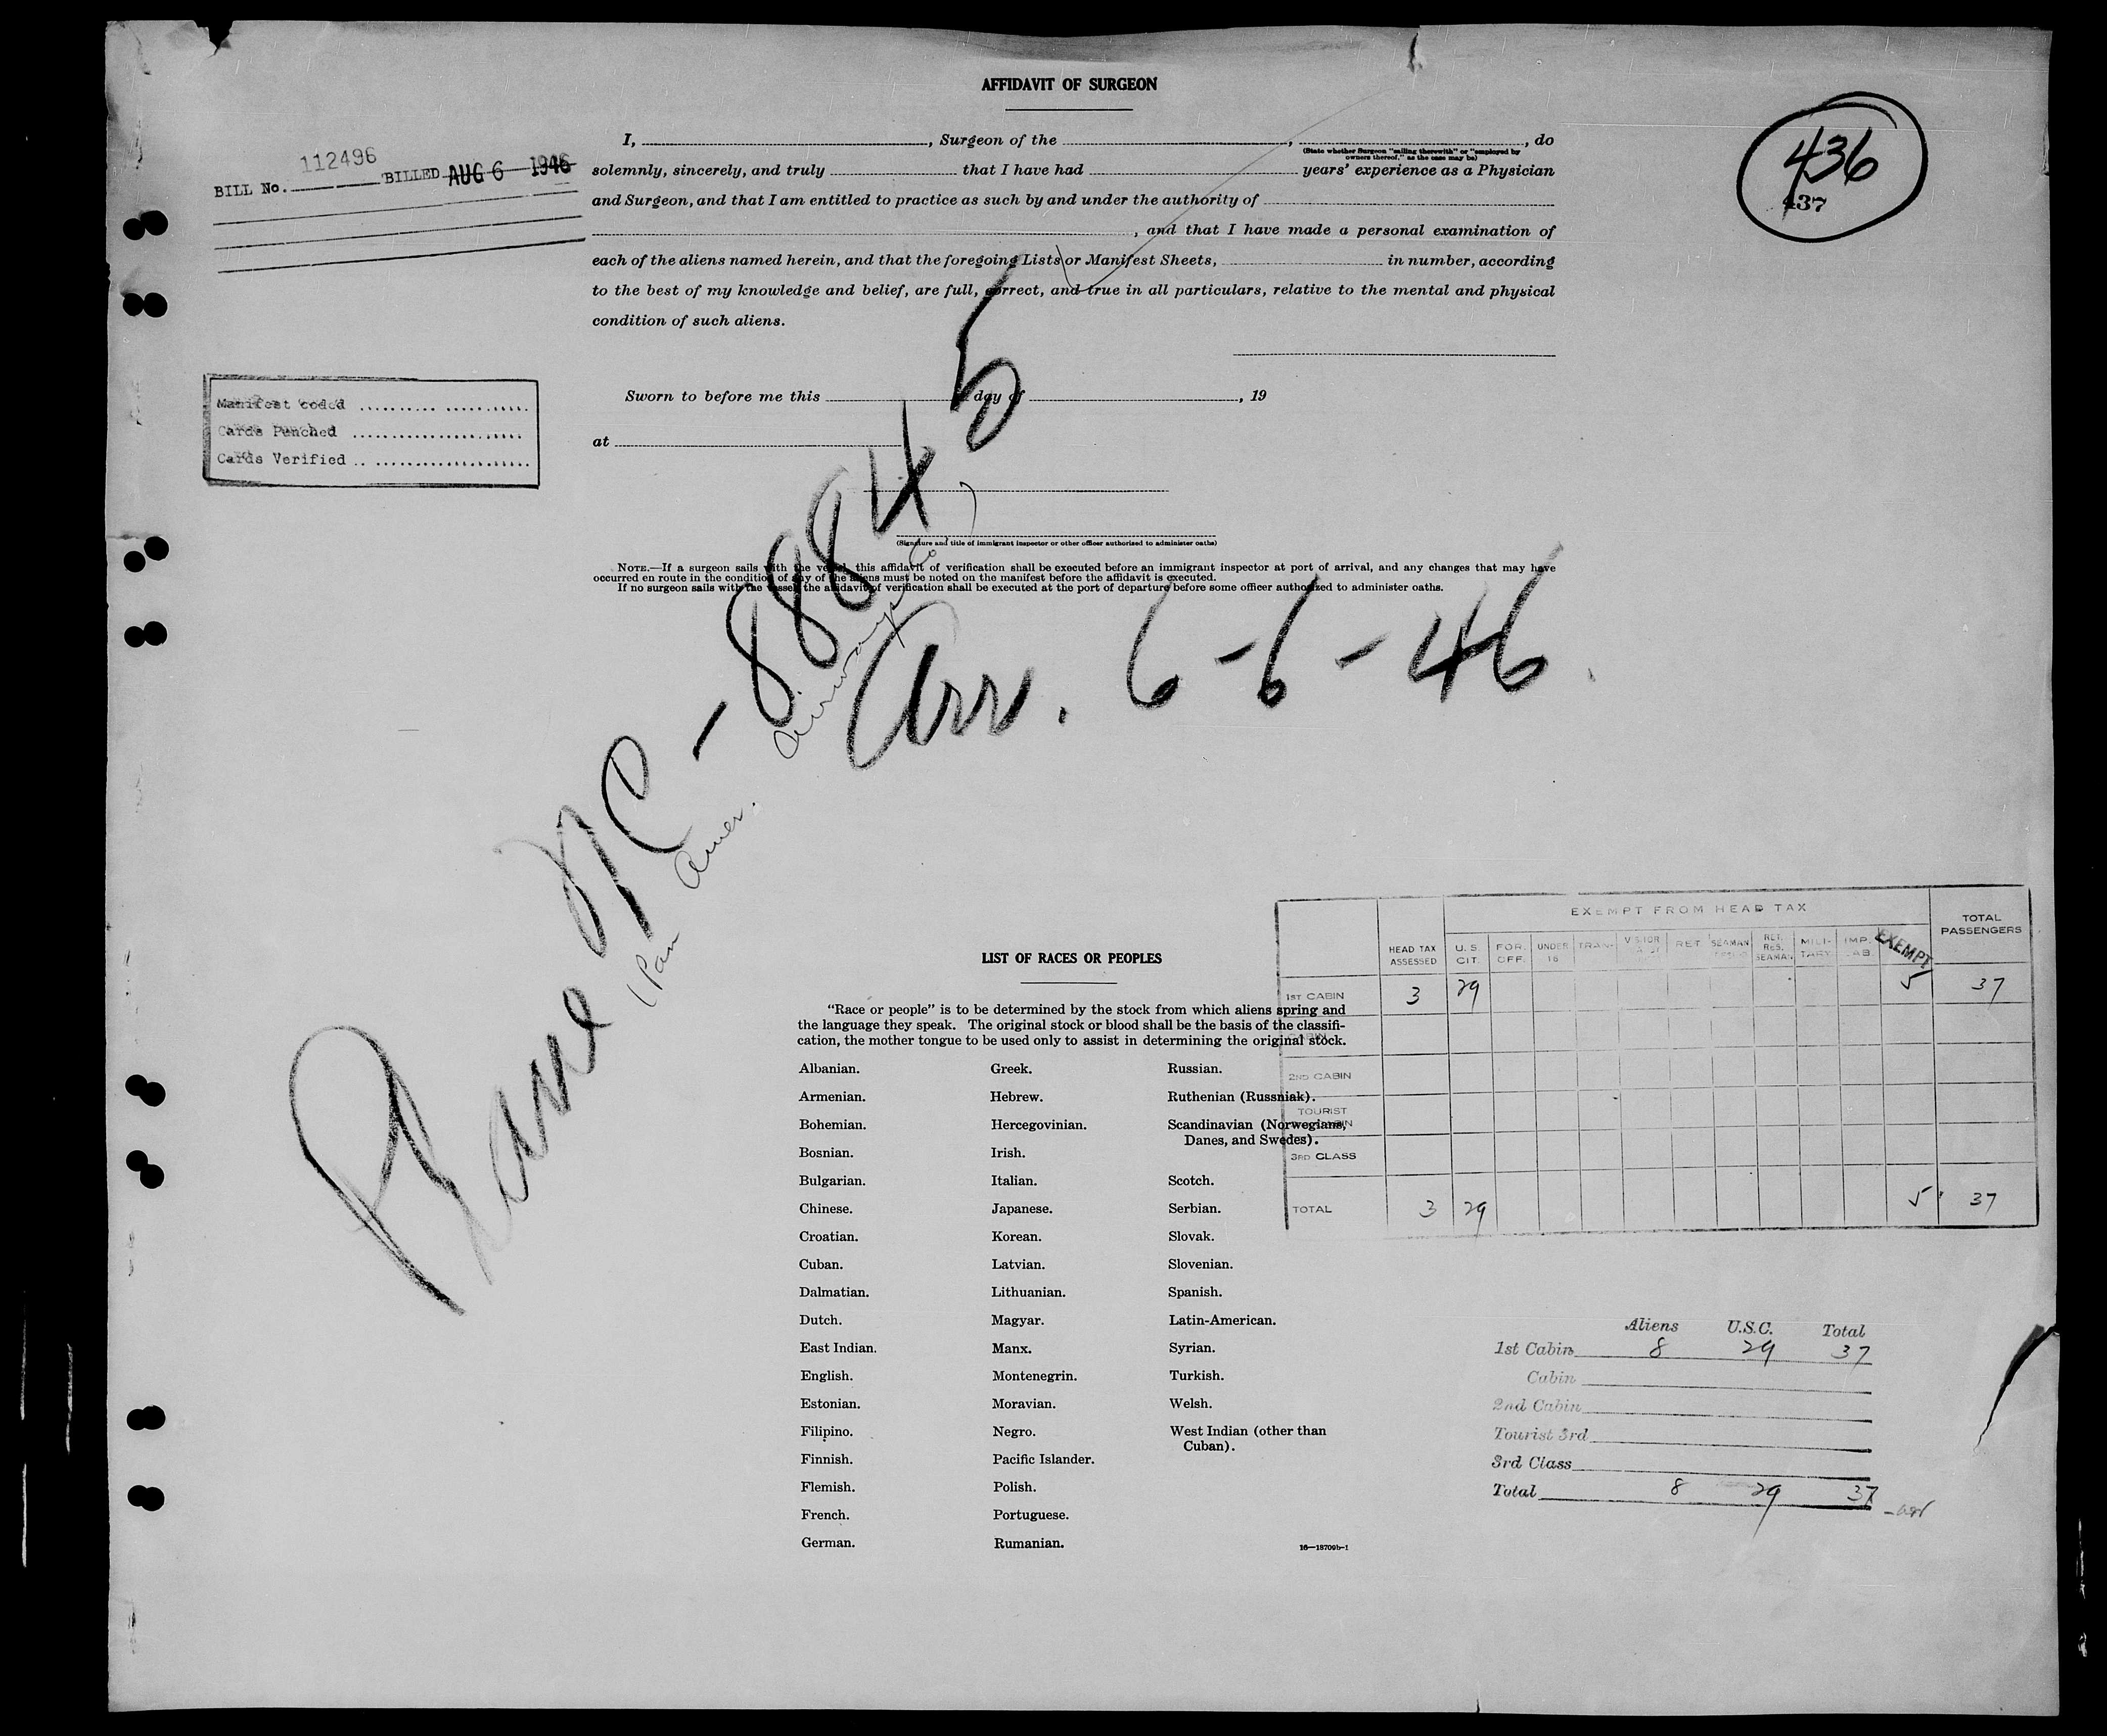 AFFIDAVIT OF SURGEON
I, , Surgeon of the , , do
(State whether Surgeon "sailing therewith" or "employed by
owners thereof," as the case may be)
solemnly, sincerely, and truly that I have had years' experience as a Physician
and Surgeon, and that I am entitled to practice as such by and under the authority of
, and that I have made a personal examination of
each of the aliens named herein, and that the foregoing Lists or Manifest Sheets, in number, according
to the best of my knowledge and belief, are full, correct, and true in all particulars, relative to the mental and physical
condition of such aliens.
BILL No. 112496 BILLED AUG 6 1946
436
437
Manifest coded
Cards Punched
Cards Verified
Sworn to before me this day of , 19
at
(Signature and title of immigrant inspector or other officer authorized to administer oaths)
NOTE.—If a surgeon sails with the vessel, this affidavit of verification shall be executed before an immigrant inspector at port of arrival, and any changes that may have
occurred en route in the condition of any of the aliens must be noted on the manifest before the affidavit is executed.
If no surgeon sails with the vessel, the affidavit of verification shall be executed at the port of departure before some officer authorized to administer oaths.
Plane NC - 88845
(Pan Amer. Airways Co)
Arr. 6-6-46.
LIST OF RACES OR PEOPLES
"Race or people" is to be determined by the stock from which aliens spring and
the language they speak. The original stock or blood shall be the basis of the classifi-
cation, the mother tongue to be used only to assist in determining the original stock.
Albanian. Greek. Russian.
Armenian. Hebrew. Ruthenian (Russniak).
Bohemian. Hercegovinian. Scandinavian (Norwegians,
Danes, and Swedes).
Bosnian. Irish.
Bulgarian. Italian. Scotch.
Chinese. Japanese. Serbian.
Croatian. Korean. Slovak.
Cuban. Latvian. Slovenian.
Dalmatian. Lithuanian. Spanish.
Dutch. Magyar. Latin-American.
East Indian. Manx. Syrian.
English. Montenegrin. Turkish.
Estonian. Moravian. Welsh.
Filipino. Negro. West Indian (other than
Cuban).
Finnish. Pacific Islander.
Flemish. Polish.
French. Portuguese.
German. Rumanian.
16—18709b-1
EXEMPT FROM HEAD TAX
HEAD TAX ASSESSED U. S. CIT. FOR. OFF. UNDER 16 TRAN- RET SEAMAN RET. RES. SEAMAN MILI- TARY IMP. EXEMPT TOTAL PASSENGERS
1ST CABIN 3 29 5 37
CABIN
2ND CABIN
TOURIST CABIN
3RD CLASS
TOTAL 3 29 5 37
Aliens U.S.C. Total
1st Cabin 8 29 37
Cabin
2nd Cabin
Tourist 3rd
3rd Class
Total 8 29 37